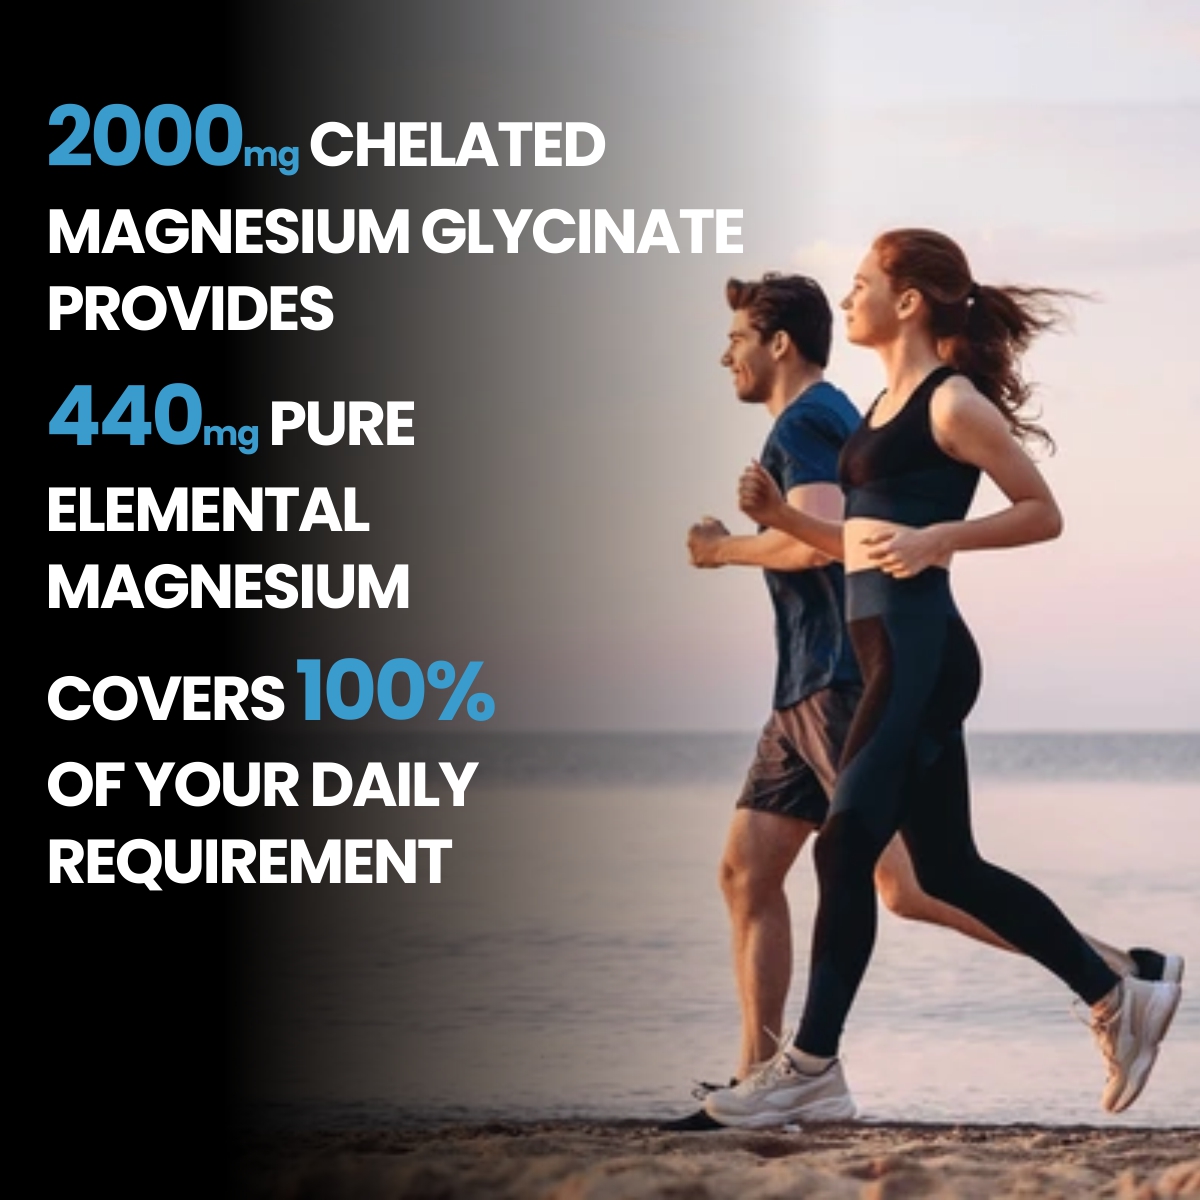 2000mg CHELATED
MAGNESIUM GLYCINATE
PROVIDES
440mg PURE
ELEMENTAL
MAGNESIUM
COVERS 100%
OF YOUR DAILY
REQUIREMENT